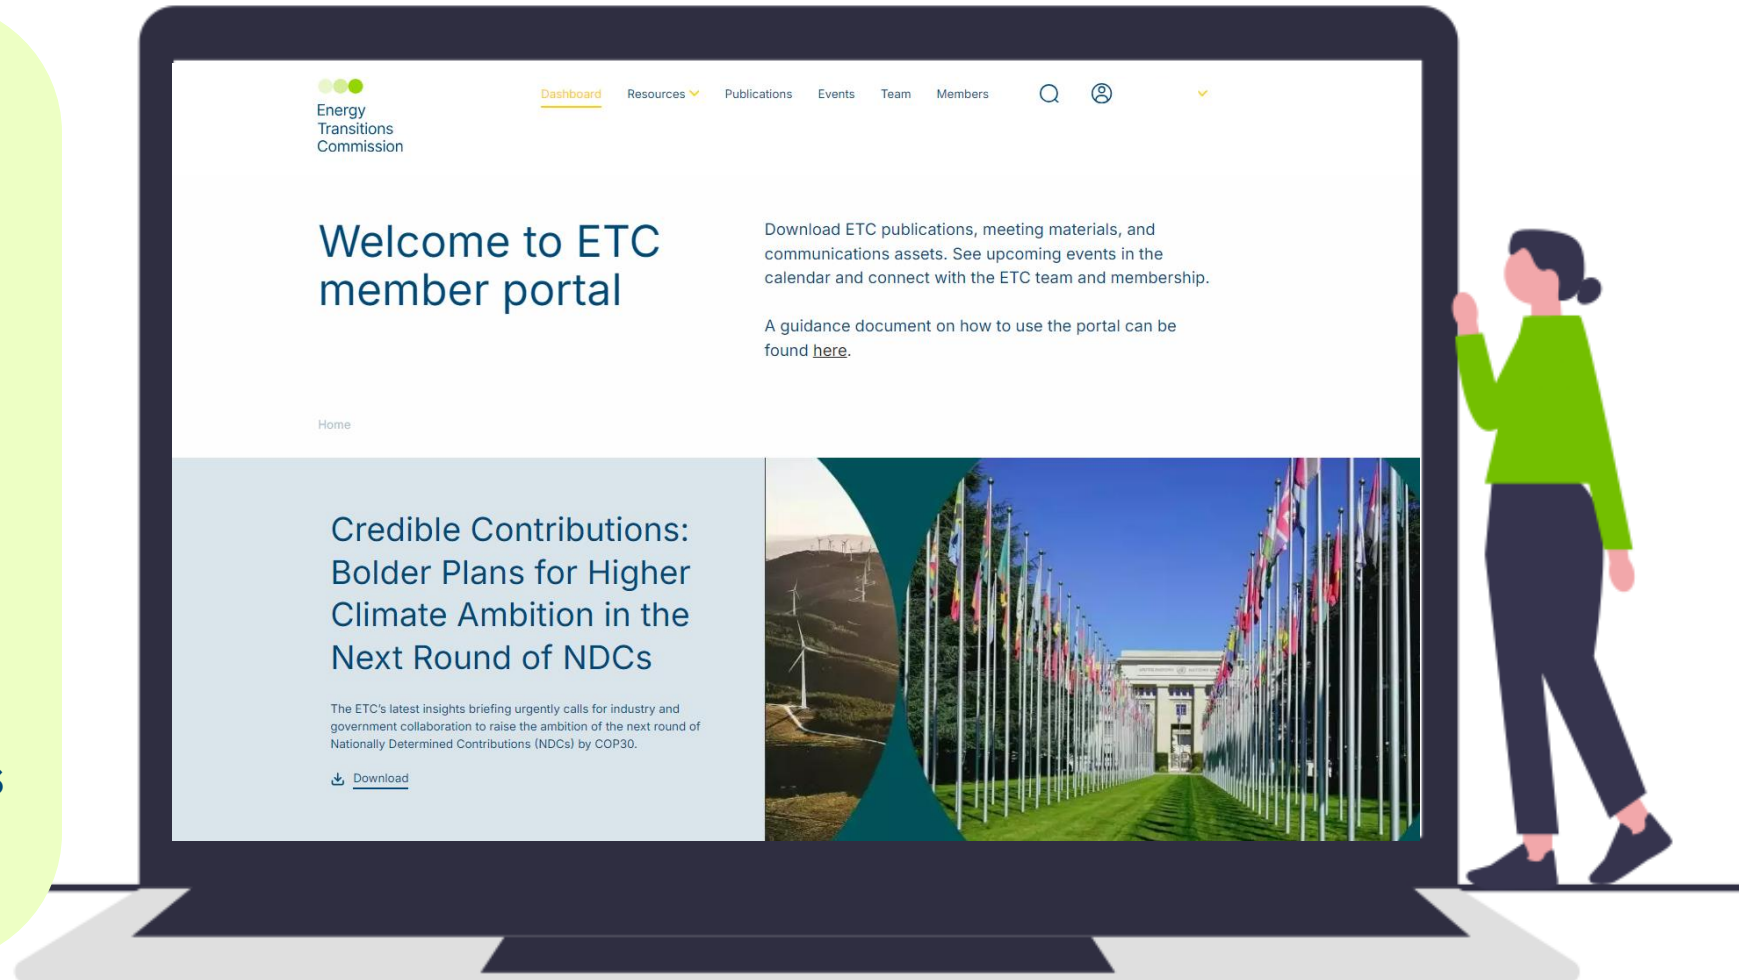 Energy
Transitions
Commission
Dashboard
Resources
Publications
Events
Team
Members
Welcome to ETC
member portal
Download ETC publications, meeting materials, and
communications assets. See upcoming events in the
calendar and connect with the ETC team and membership.
A guidance document on how to use the portal can be
found here.
Home
Credible Contributions:
Bolder Plans for Higher
Climate Ambition in the
Next Round of NDCs
The ETC’s latest insights briefing urgently calls for industry and
government collaboration to raise the ambition of the next round of
Nationally Determined Contributions (NDCs) by COP30.
Download
s